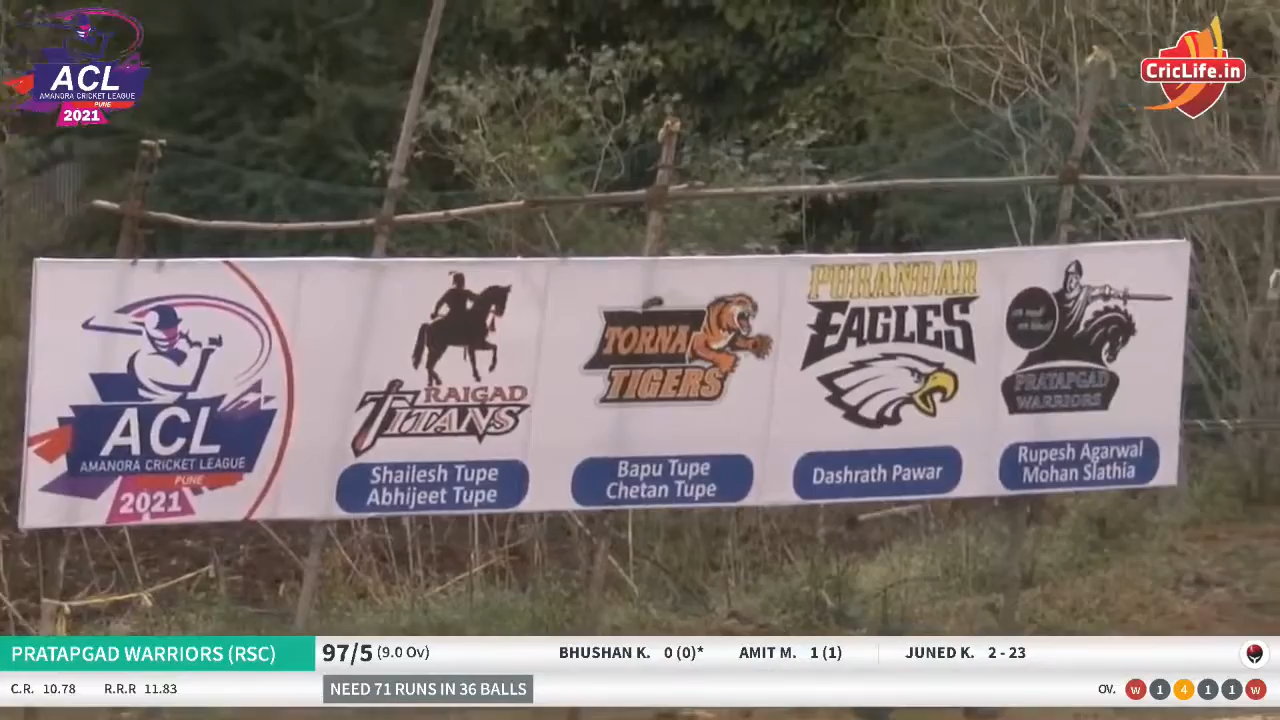 ACL
AMANORA CRICKET LEAGUE
PUNE
2021
CricLife.in
ACL
AMANORA CRICKET LEAGUE
PUNE
2021
RAIGAD
TITANS
Shailesh Tupe
Abhijeet Tupe
TORNA
TIGERS
Bapu Tupe
Chetan Tupe
PURANDAR
EAGLES
Dashrath Pawar
PRATAPGAD
WARRIORS
Rupesh Agarwal
Mohan Slathia
PRATAPGAD WARRIORS (RSC) 97/5 (9.0 Ov) BHUSHAN K. 0 (0)* AMIT M. 1 (1) JUNED K. 2 - 23
C.R. 10.78 R.R.R 11.83 NEED 71 RUNS IN 36 BALLS OV. W 1 4 1 1 W